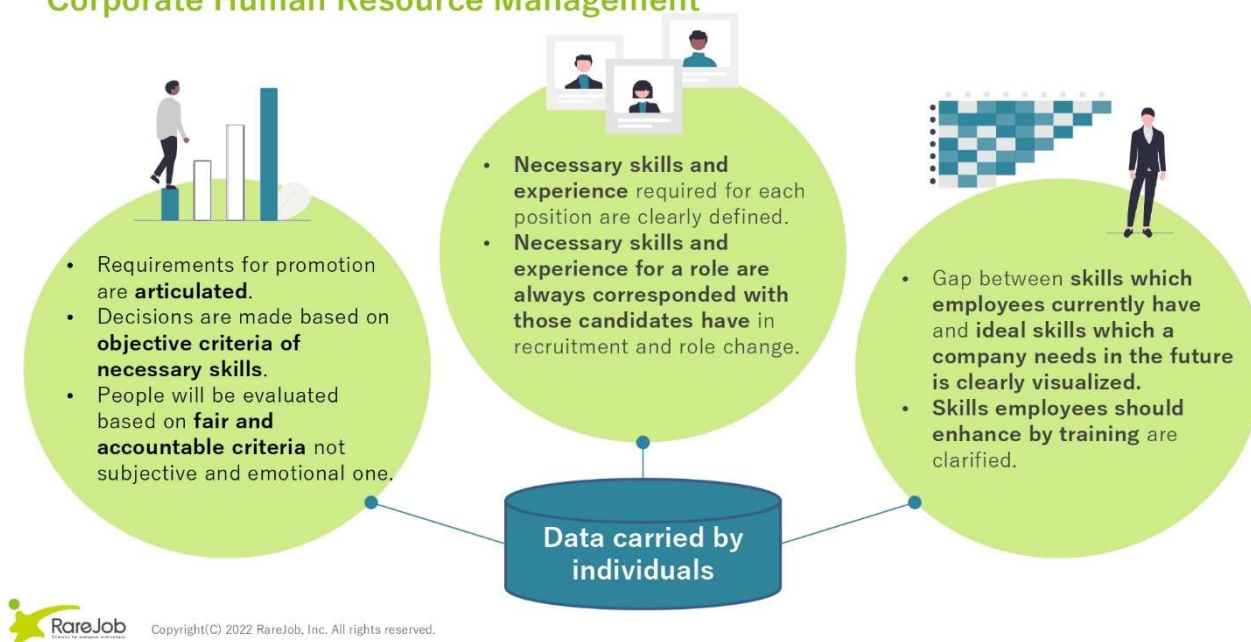 Corporate Human Resource Management
• Requirements for promotion
are articulated.
• Decisions are made based on
objective criteria of
necessary skills.
• People will be evaluated
based on fair and
accountable criteria not
subjective and emotional one.
• Necessary skills and
experience required for each
position are clearly defined.
• Necessary skills and
experience for a role are
always corresponded with
those candidates have in
recruitment and role change.
• Gap between skills which
employees currently have
and ideal skills which a
company needs in the future
is clearly visualized.
• Skills employees should
enhance by training are
clarified.
Data carried by
individuals
RareJob
Copyright(C) 2022 RareJob, Inc. All rights reserved.